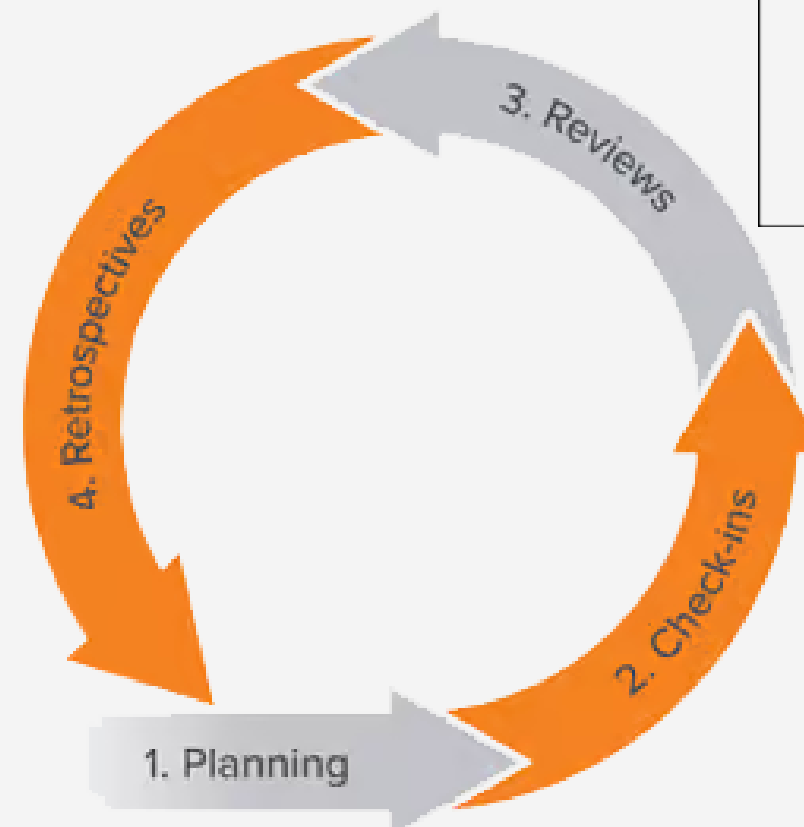 1. Planning
2. Check-ins
3. Reviews
4. Retrospectives